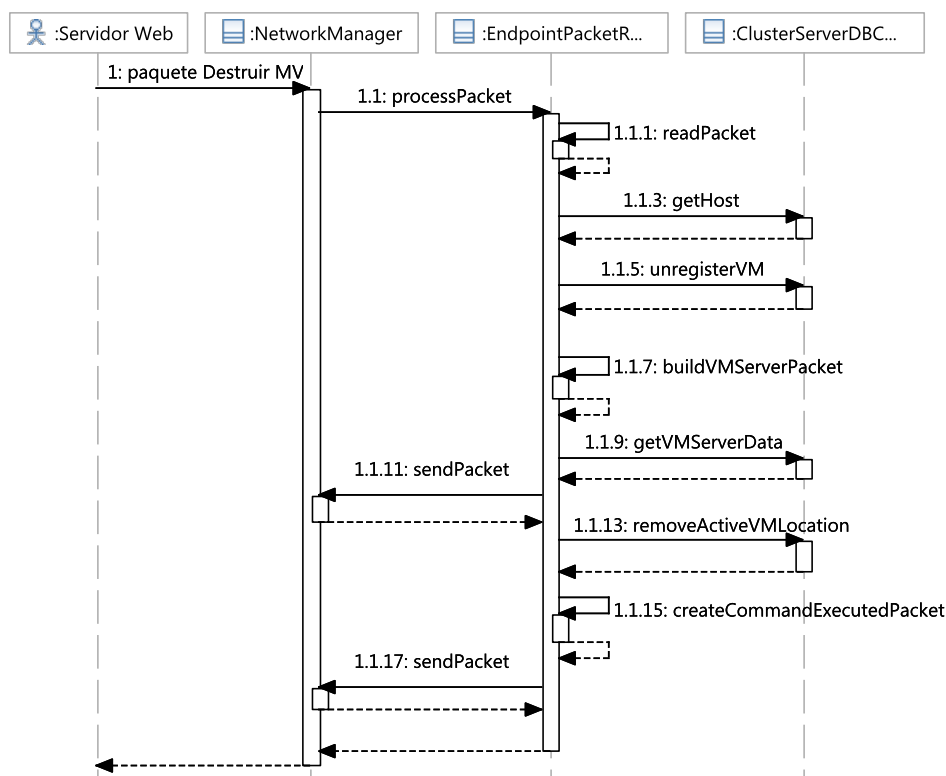 :Servidor Web
:NetworkManager
:EndpointPacketR...
:ClusterServerDBC...
1: paquete Destruir MV
1.1: processPacket
1.1.1: readPacket
1.1.3: getHost
1.1.5: unregisterVM
1.1.7: buildVMServerPacket
1.1.9: getVMServerData
1.1.11: sendPacket
1.1.13: removeActiveVMLocation
1.1.15: createCommandExecutedPacket
1.1.17: sendPacket